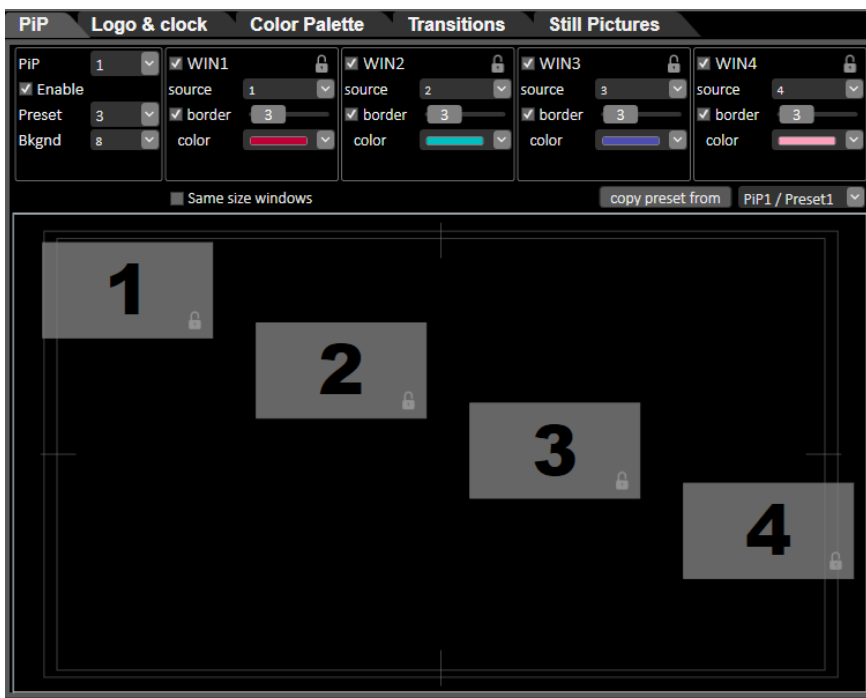 PiP Logo & clock Color Palette Transitions Still Pictures
PiP 1 WIN1 WIN2 WIN3 WIN4
Enable source 1 source 2 source 3 source 4
Preset 3 border 3 border 3 border 3 border 3
Bkgnd 8 color color color color
Same size windows copy preset from PiP1 / Preset1
1
2
3
4